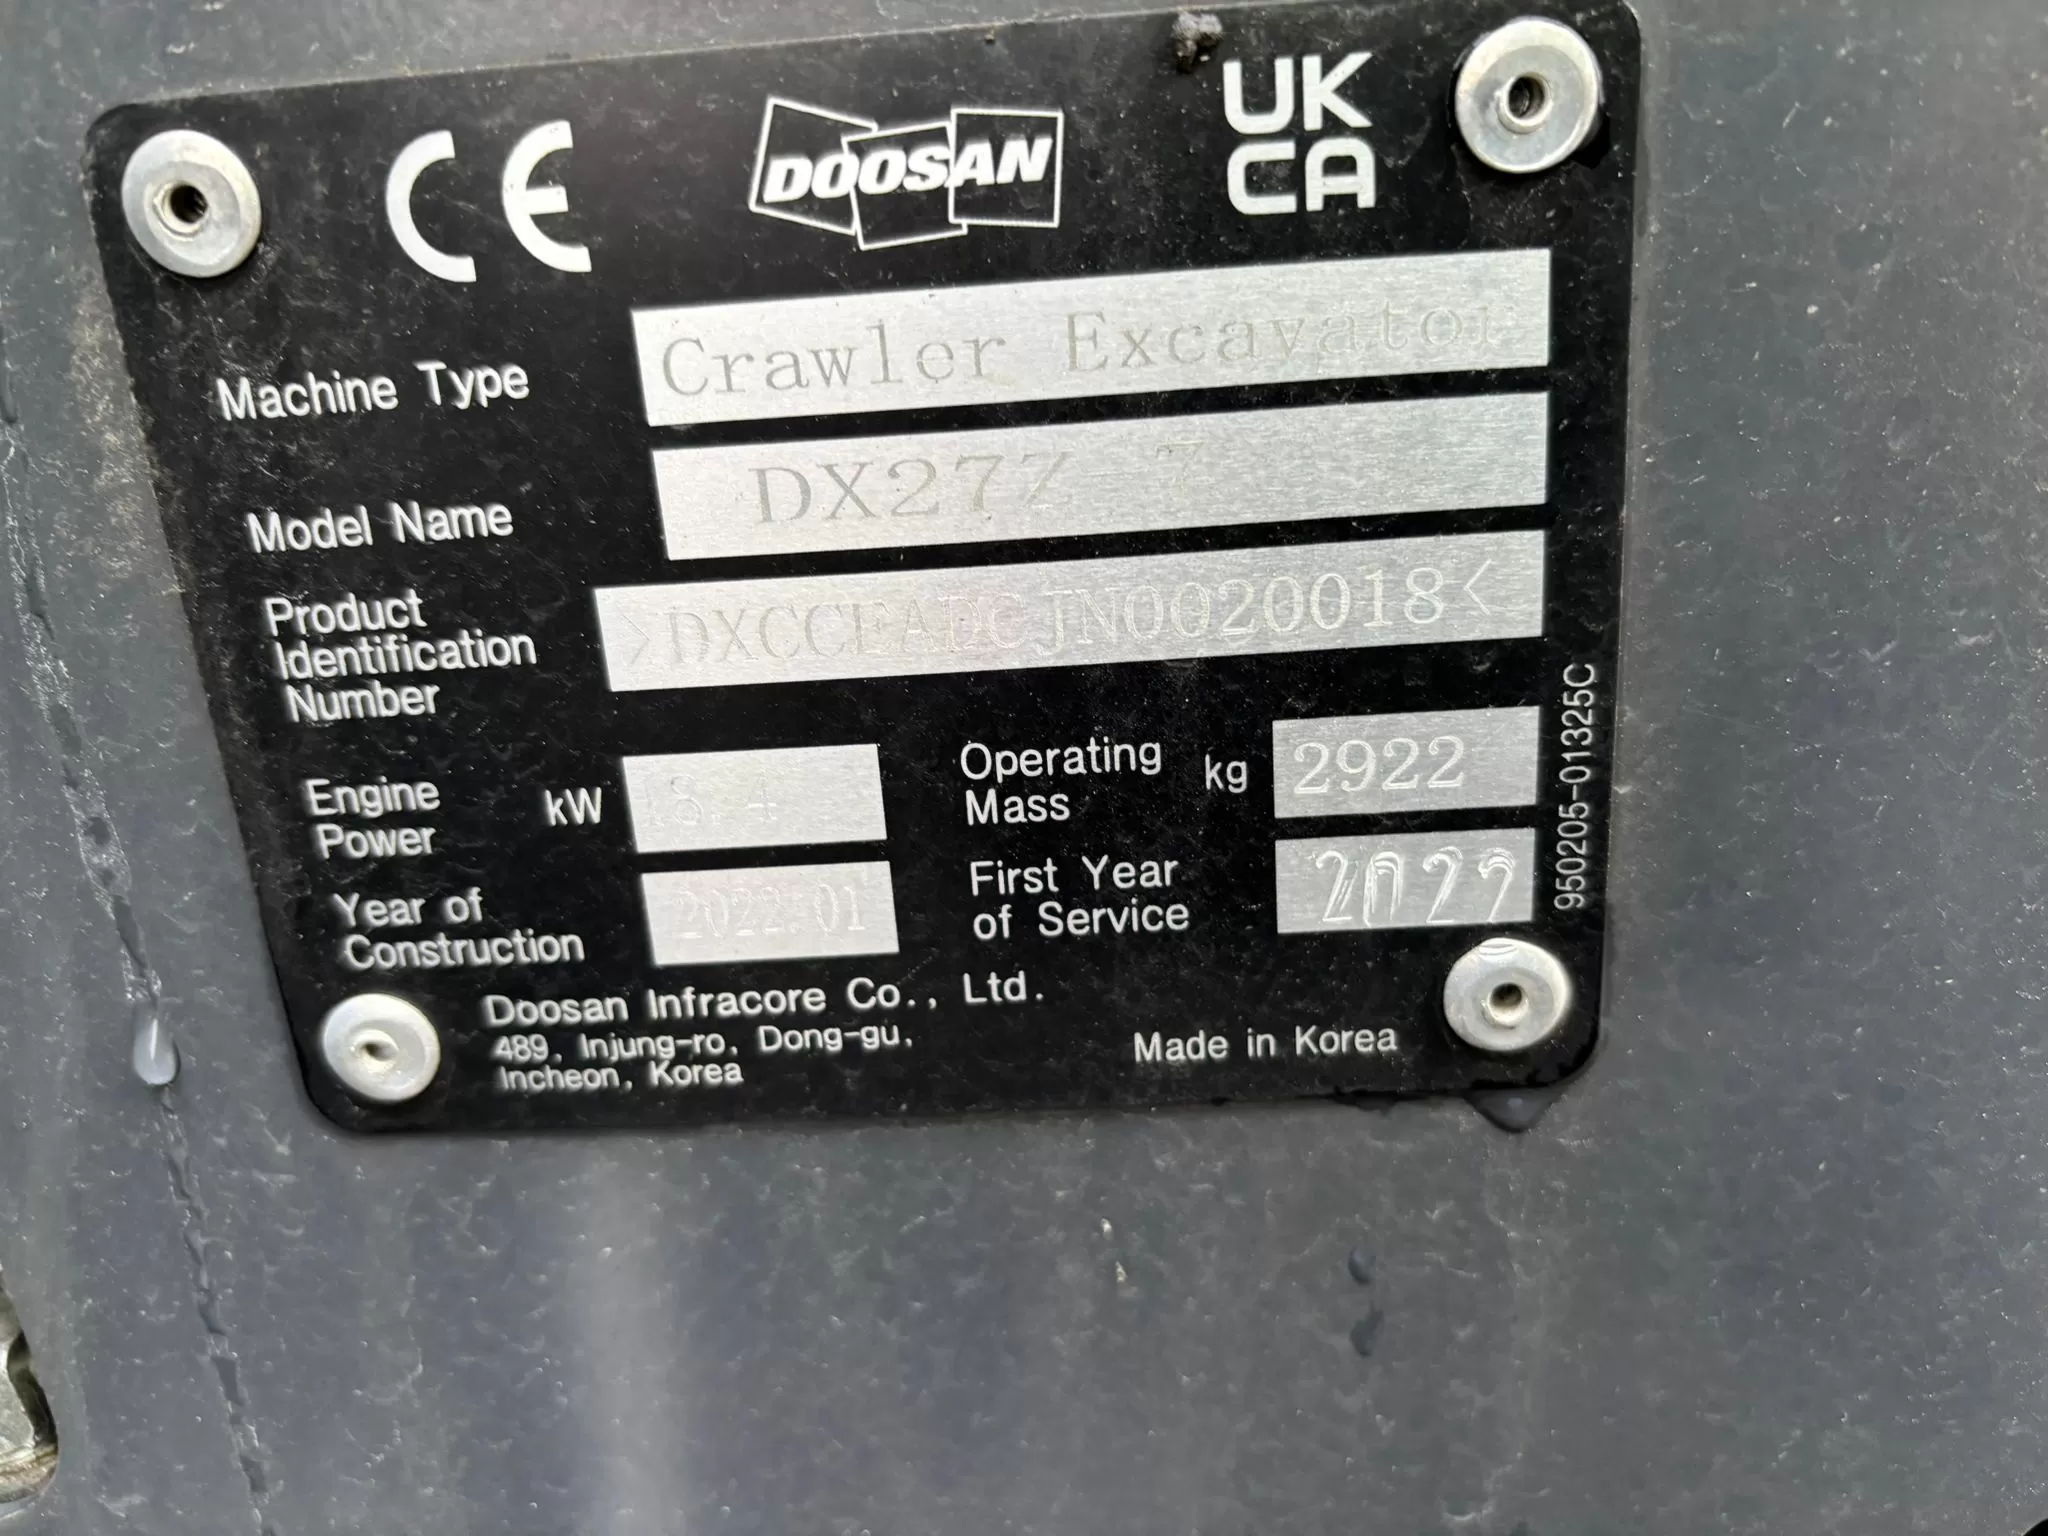 CE
DOOSAN
UK
CA
Machine Type Crawler Excavator
Model Name DX27Z-7
Product
Identification
Number
Engine
Power
kW 18.4
Operating
Mass
kg 2922
Year of
Construction
2022.01
First Year
of Service
2022
Doosan Infracore Co., Ltd.
489, Injung-ro, Dong-gu,
Incheon, Korea
Made in Korea
950205-01325C